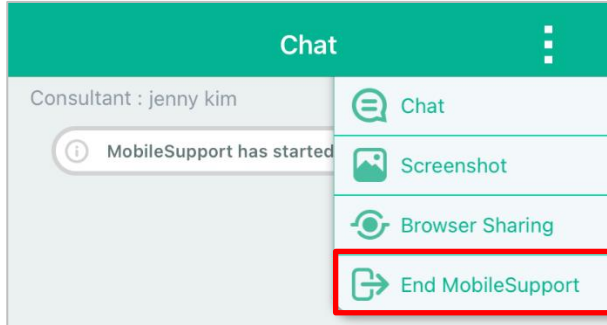 Chat
Consultant : jenny kim
MobileSupport has started
Chat
Screenshot
Browser Sharing
End MobileSupport